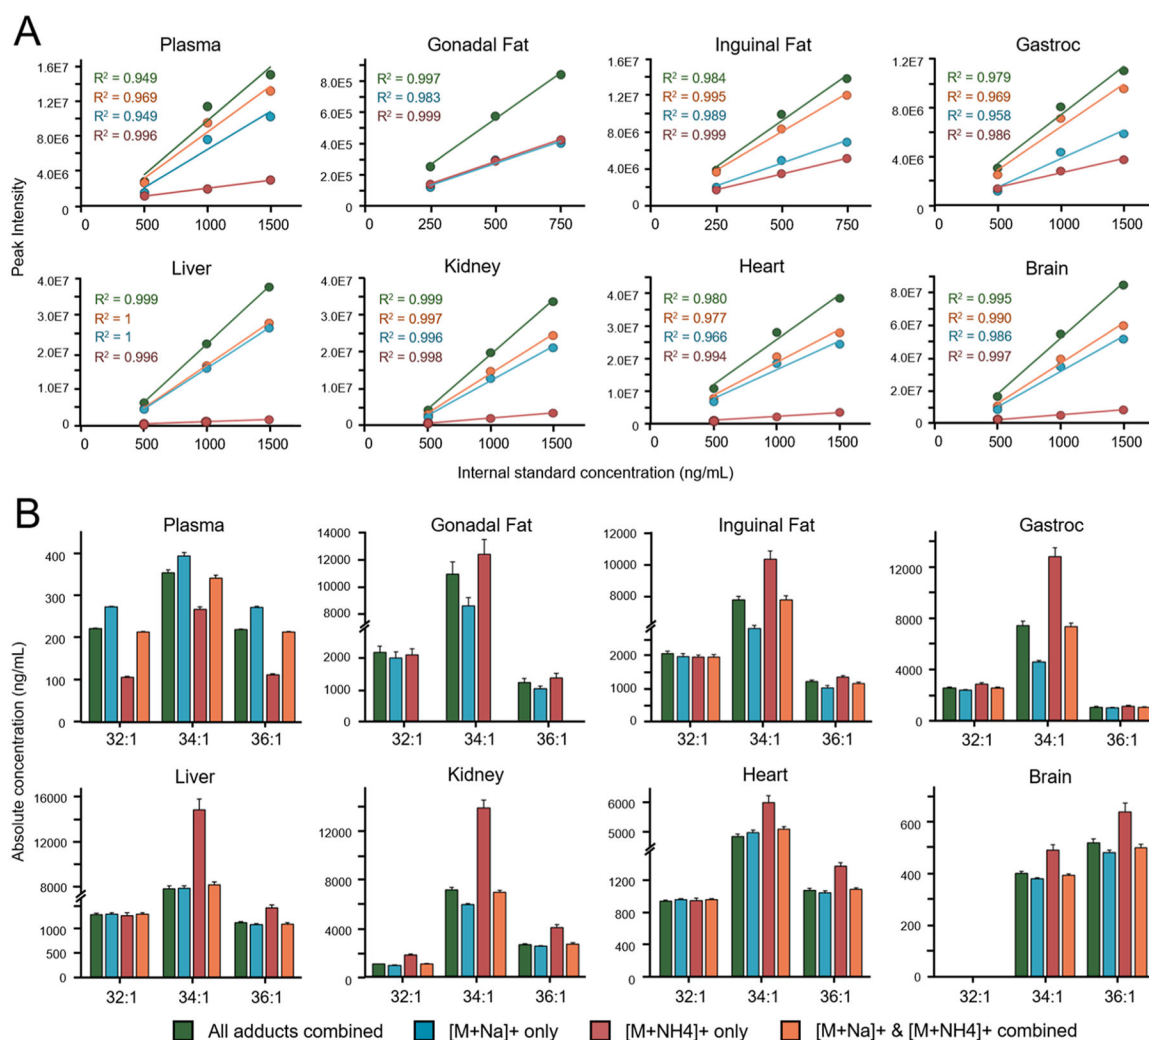 A
Plasma
R² = 0.949
R² = 0.969
R² = 0.949
R² = 0.996
1.6E7
1.2E7
8.0E6
4.0E6
0
0 500 1000 1500
Gonadal Fat
R² = 0.997
R² = 0.983
R² = 0.999
8.0E5
6.0E5
4.0E5
2.0E5
0
0 250 500 750
Inguinal Fat
R² = 0.984
R² = 0.995
R² = 0.989
R² = 0.999
1.6E7
1.2E7
8.0E6
4.0E6
0
0 250 500 750
Gastroc
R² = 0.979
R² = 0.969
R² = 0.958
R² = 0.986
1.2E7
8.0E6
4.0E6
0
0 500 1000 1500
Peak Intensity
Liver
R² = 0.999
R² = 1
R² = 1
R² = 0.996
4.0E7
3.0E7
2.0E7
1.0E7
0
0 500 1000 1500
Kidney
R² = 0.999
R² = 0.997
R² = 0.996
R² = 0.998
4.0E7
3.0E7
2.0E7
1.0E7
0
0 500 1000 1500
Heart
R² = 0.980
R² = 0.977
R² = 0.966
R² = 0.994
4.0E7
3.0E7
2.0E7
1.0E7
0
0 500 1000 1500
Brain
R² = 0.995
R² = 0.990
R² = 0.986
R² = 0.997
8.0E7
6.0E7
4.0E7
2.0E7
0
0 500 1000 1500
Internal standard concentration (ng/mL)
B
Plasma
400
300
200
100
0
32:1 34:1 36:1
Gonadal Fat
14000
12000
10000
8000
2000
1000
0
32:1 34:1 36:1
Inguinal Fat
12000
8000
4000
2000
1000
0
32:1 34:1 36:1
Gastroc
12000
8000
4000
0
32:1 34:1 36:1
Absolute concentration (ng/mL)
Liver
16000
12000
8000
1000
500
0
32:1 34:1 36:1
Kidney
12000
8000
4000
0
32:1 34:1 36:1
Heart
6000
5000
1200
800
400
0
32:1 34:1 36:1
Brain
600
400
200
0
32:1 34:1 36:1
All adducts combined [M+Na]+ only [M+NH4]+ only [M+Na]+ & [M+NH4]+ combined